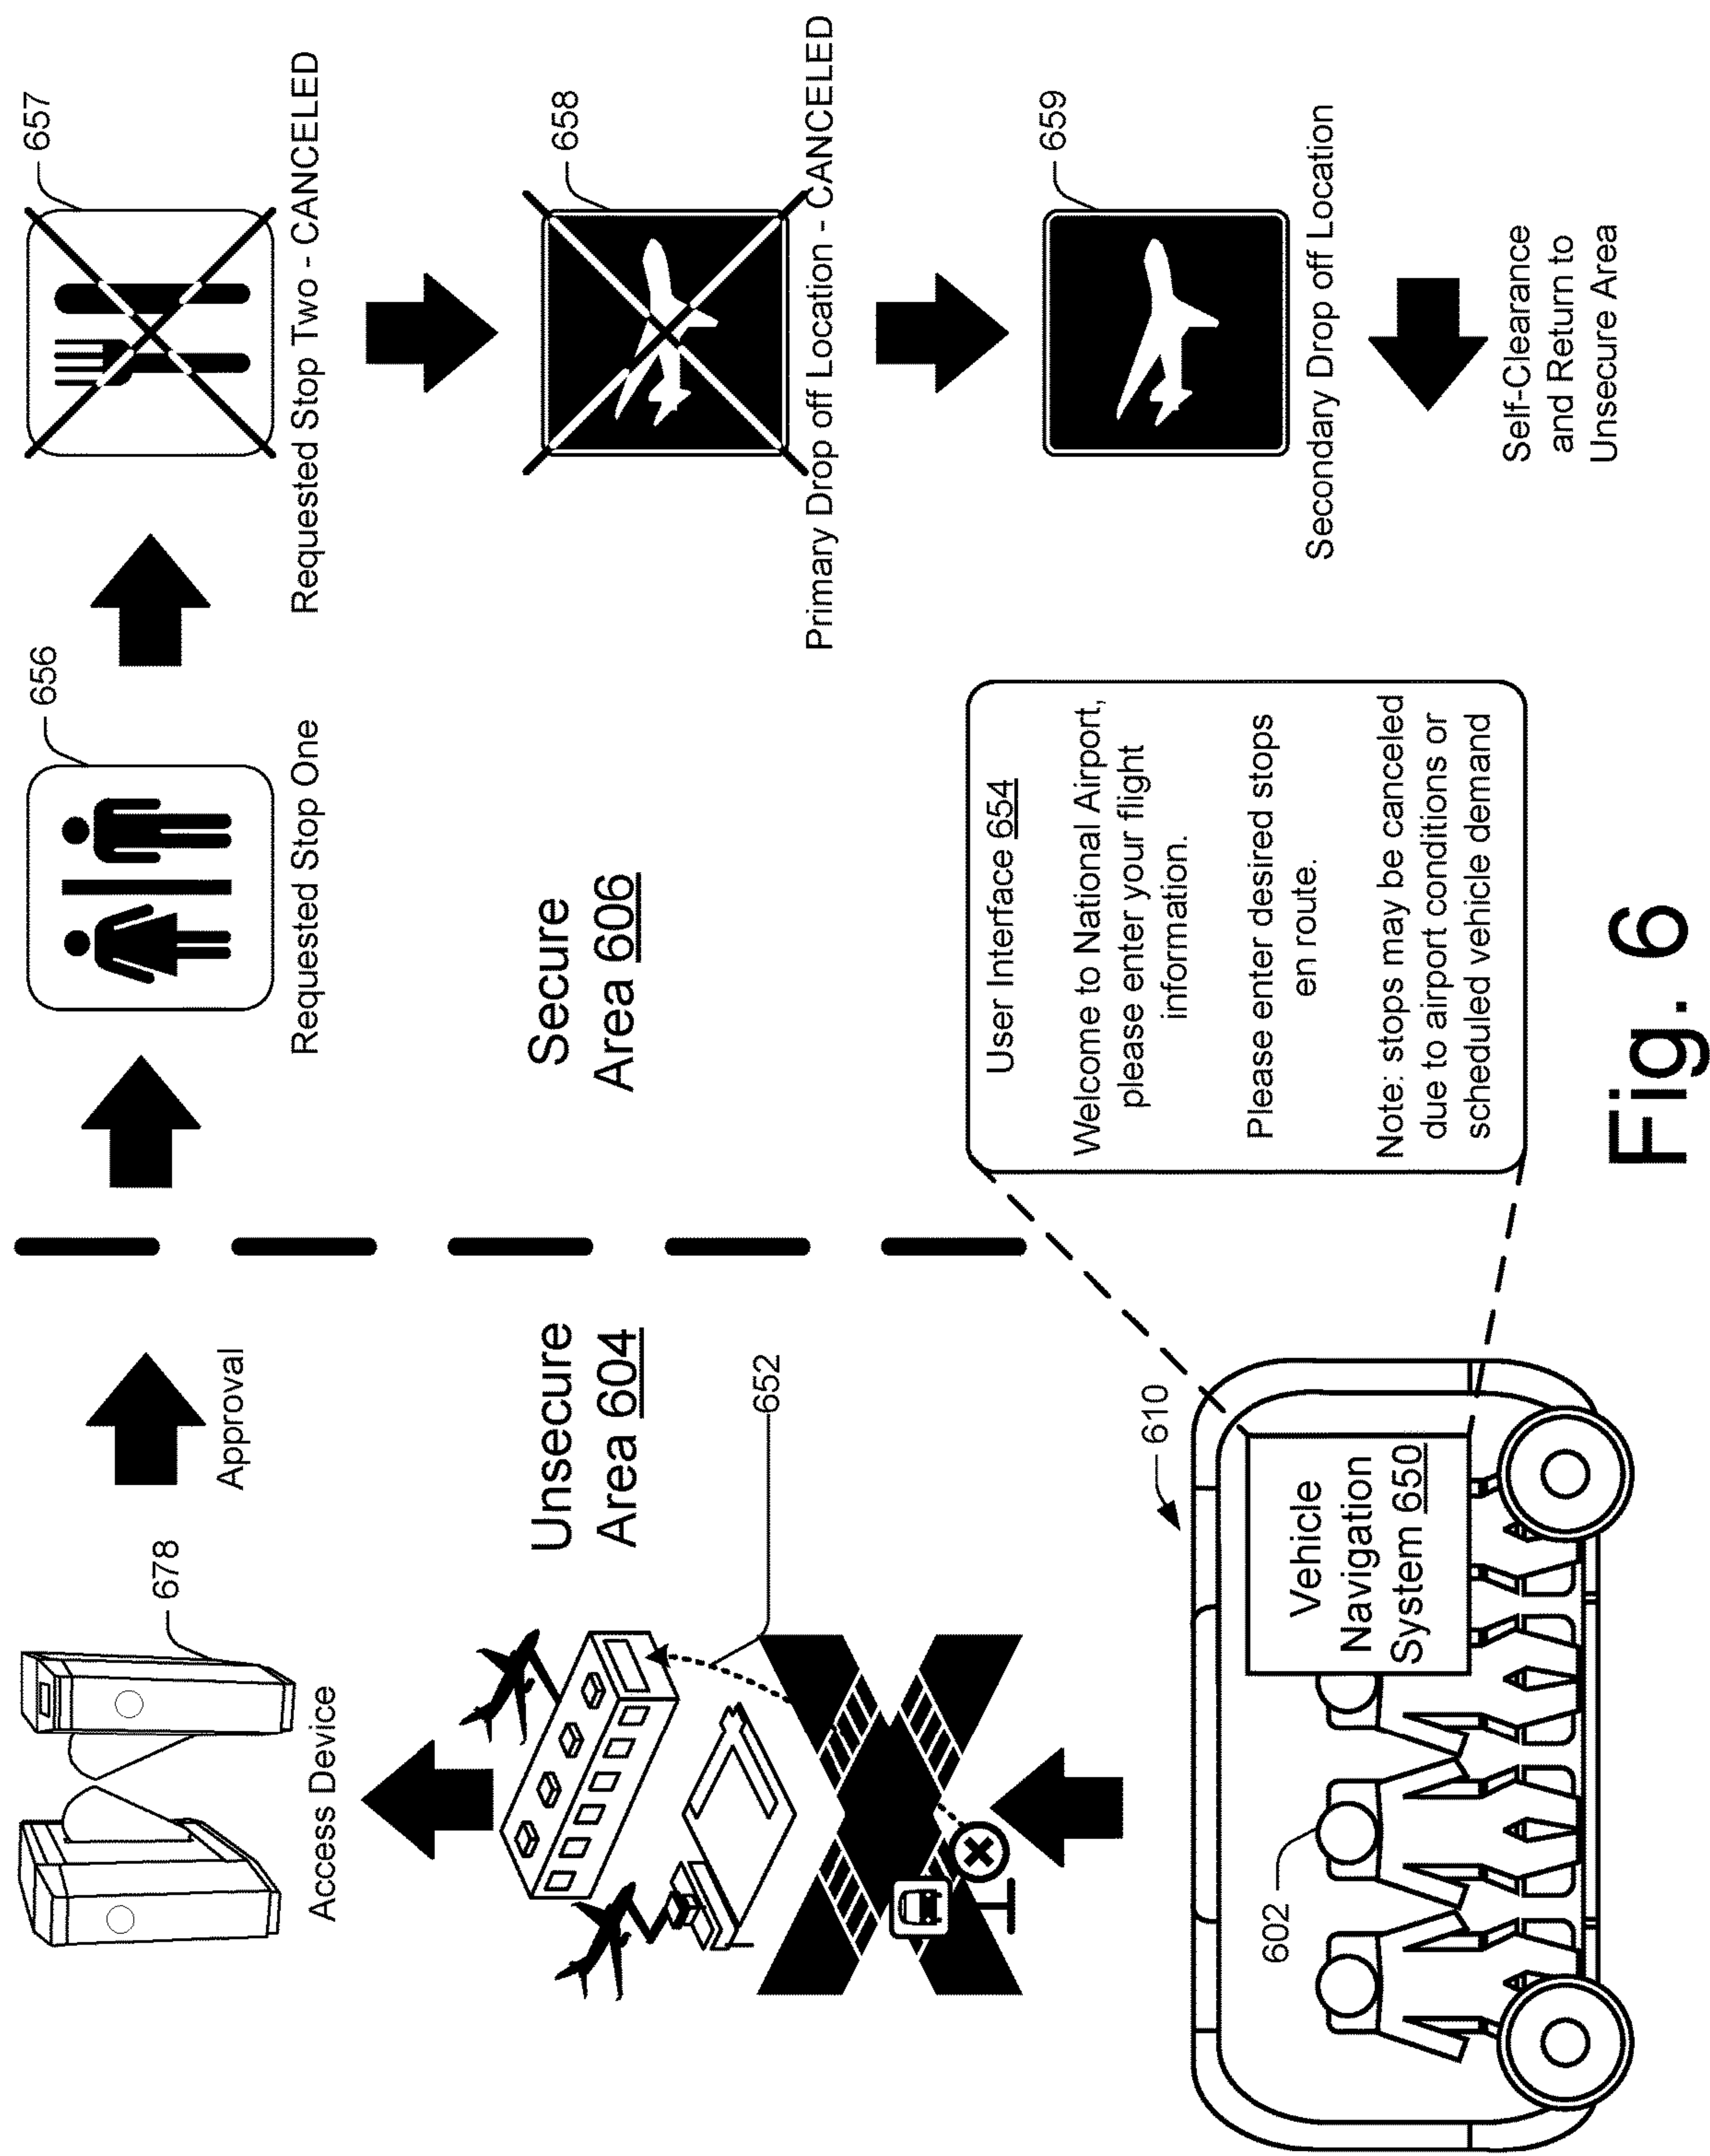 678
Access Device
Approval
656
Requested Stop One
657
Requested Stop Two - CANCELED
658
Primary Drop off Location - CANCELED
659
Secondary Drop off Location
Self-Clearance
and Return to
Unsecure Area
Unsecure
Area 604
Secure
Area 606
652
610
602
Vehicle
Navigation
System 650
User Interface 654
Welcome to National Airport,
please enter your flight
information.
Please enter desired stops
en route.
Note: stops may be canceled
due to airport conditions or
scheduled vehicle demand
Fig. 6